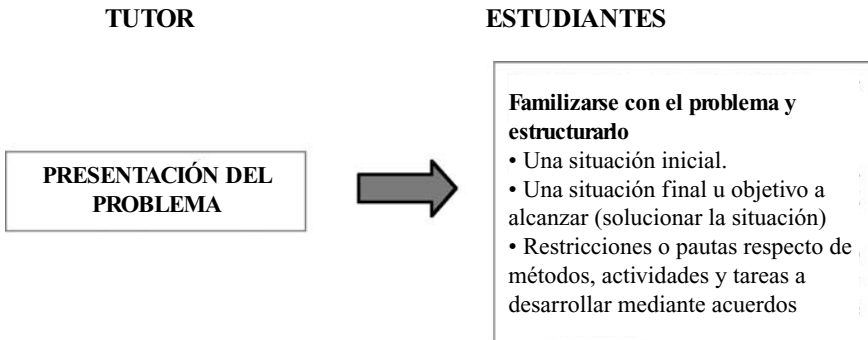 TUTOR
ESTUDIANTES
PRESENTACIÓN DEL
PROBLEMA
Familizarse con el problema y
estructurarlo
• Una situación inicial.
• Una situación final u objetivo a
alcanzar (solucionar la situación)
• Restricciones o pautas respecto de
métodos, actividades y tareas a
desarrollar mediante acuerdos